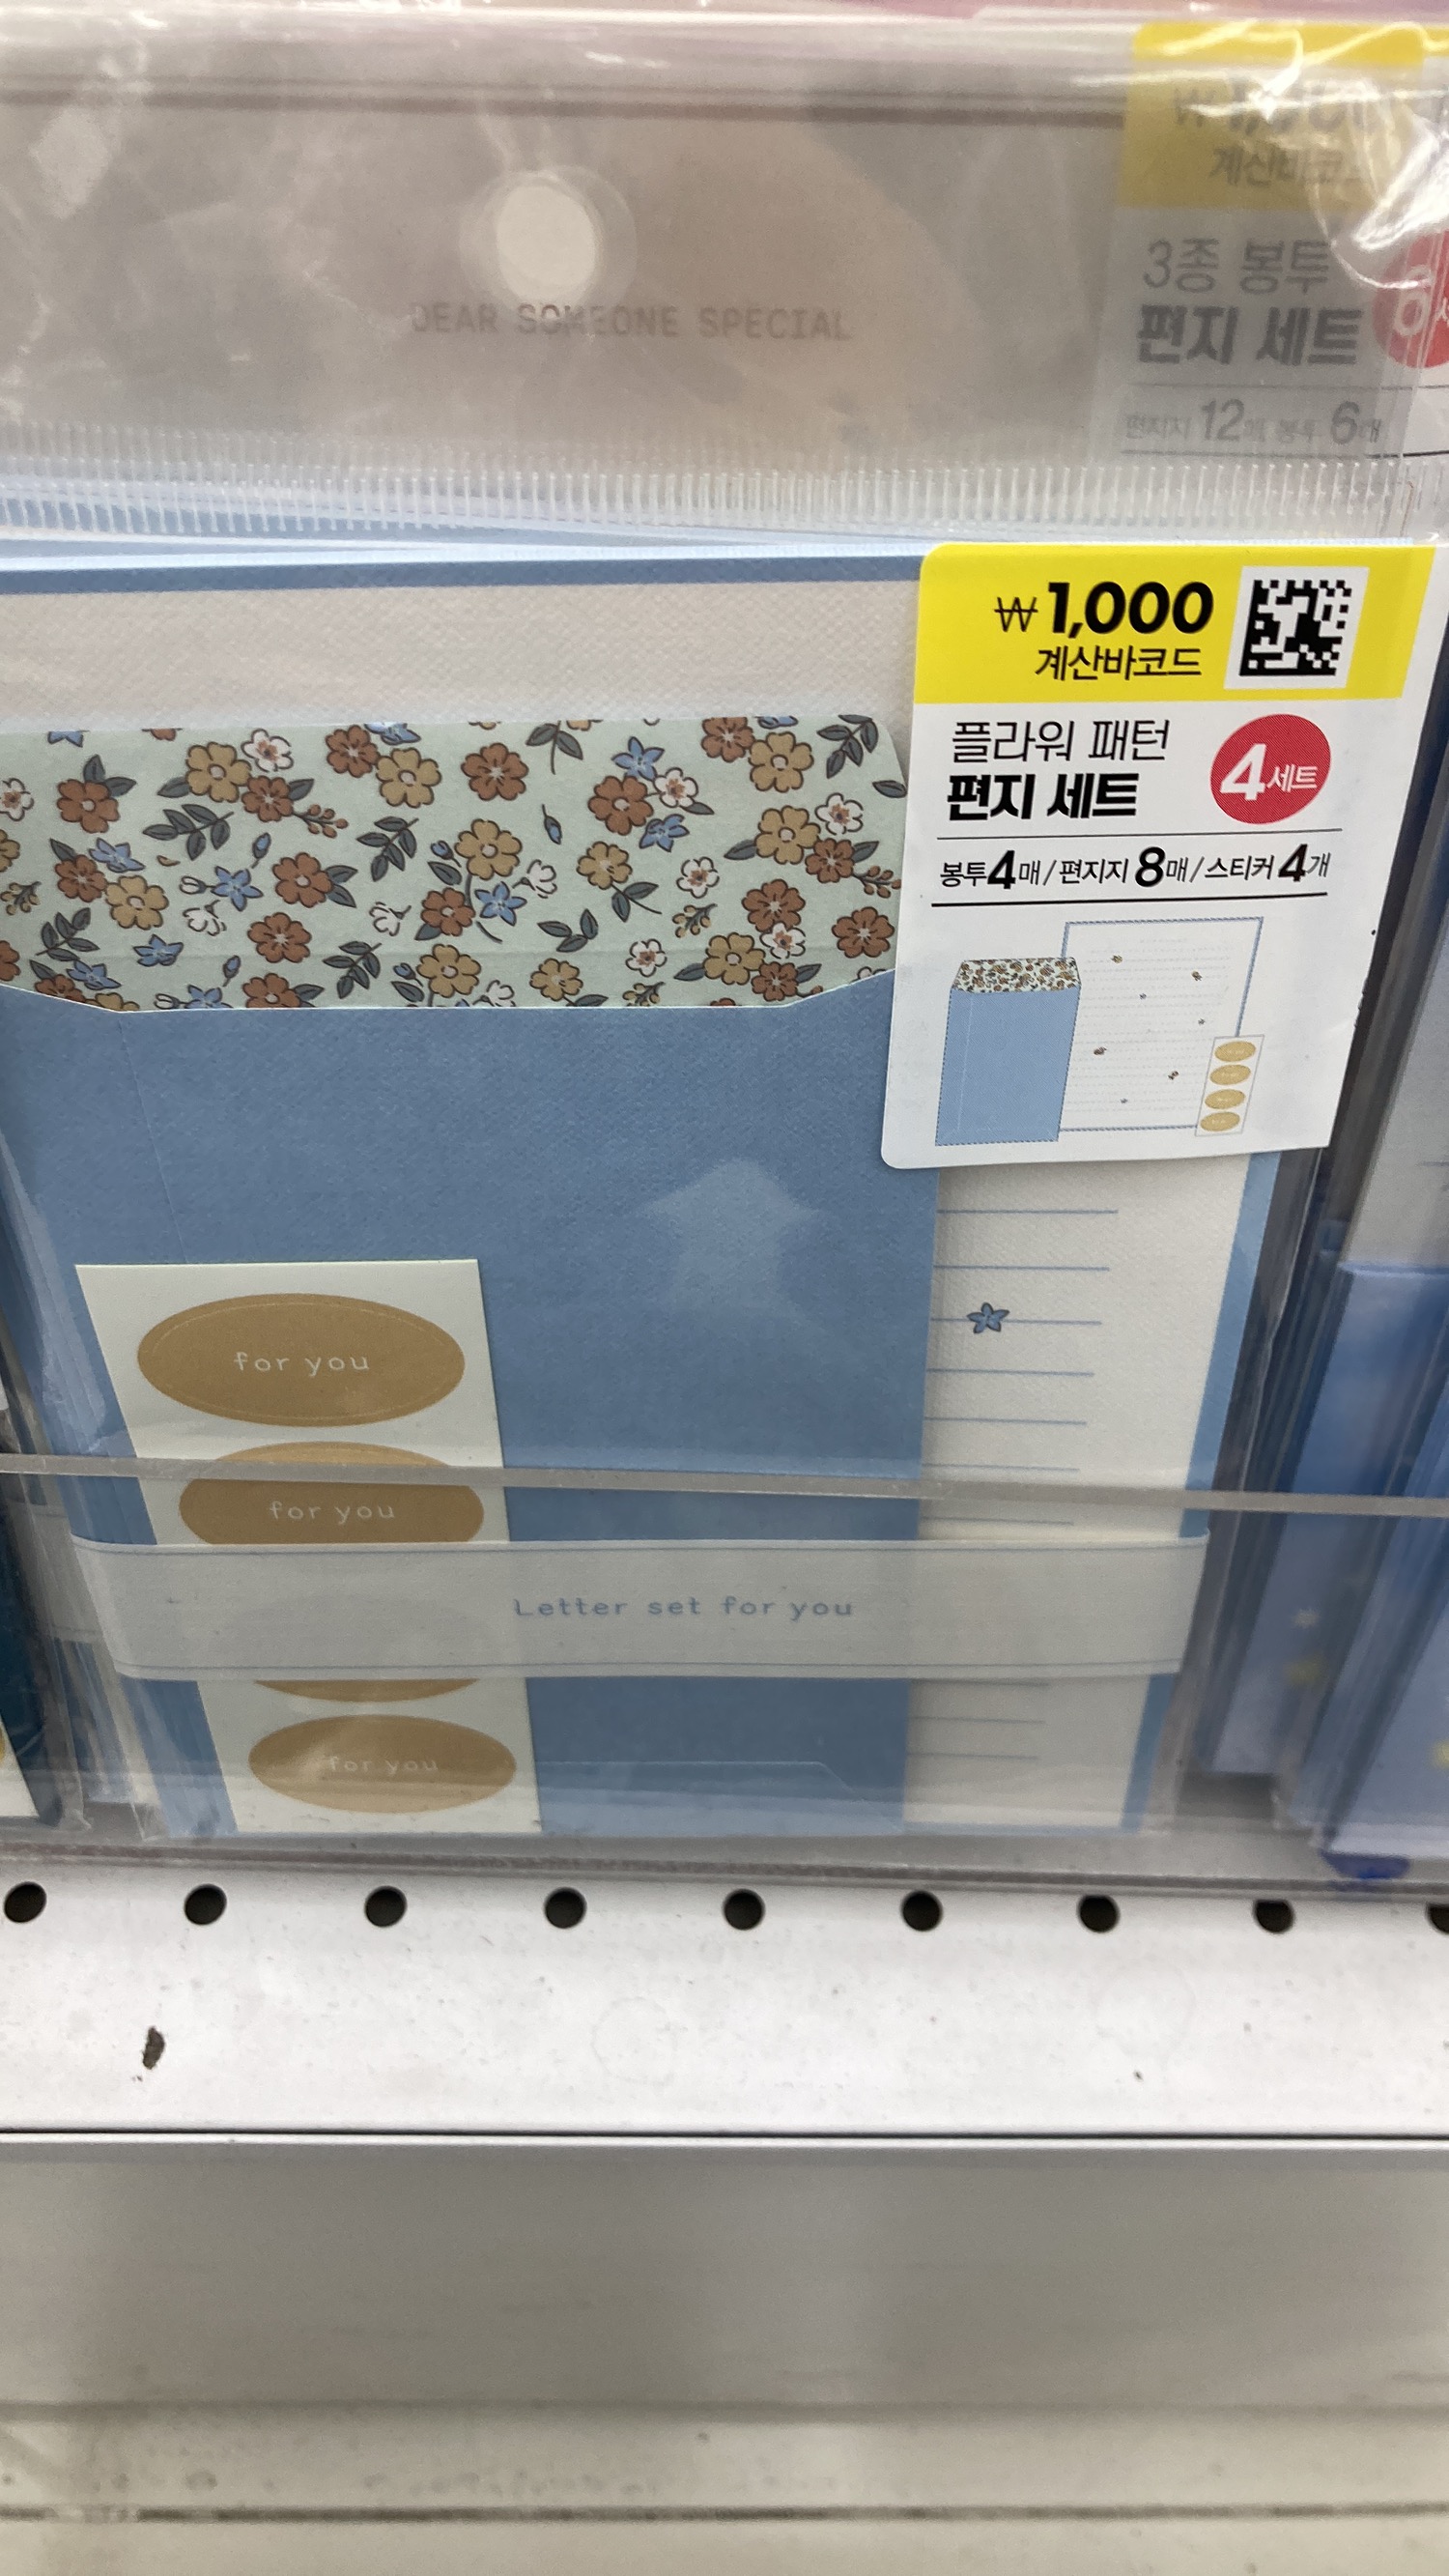 계산바코드
3종 봉투
편지 세트
6
편지지 12매 봉투 6매
DEAR SOMEONE SPECIAL
₩1,000
계산바코드
플라워 패턴
편지 세트
4세트
봉투4매/편지지 8매/스티커 4개
for you
for you
Letter set for you
for you